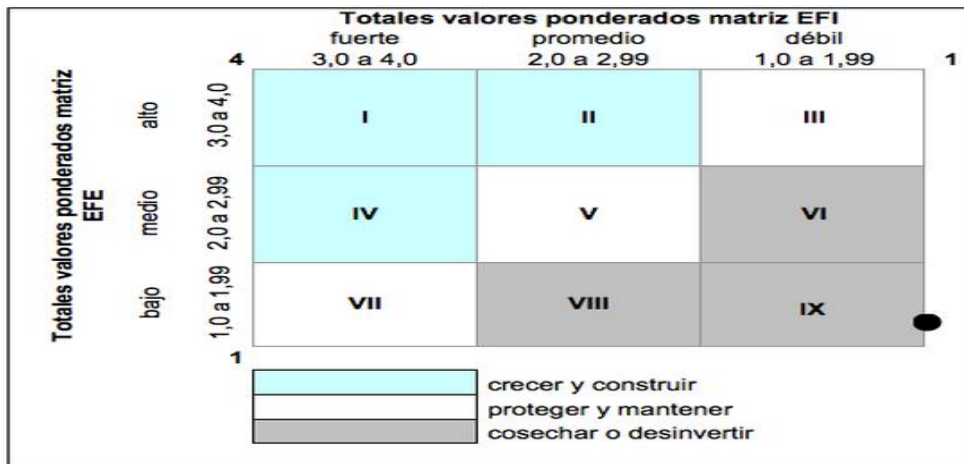 Totales valores ponderados matriz EFI
fuerte promedio débil
4 3,0 a 4,0 2,0 a 2,99 1,0 a 1,99 1
Totales valores ponderados matriz
EFE
alto
3,0 a 4,0
I II III
medio
2,0 a 2,99
IV V VI
bajo
1,0 a 1,99
VII VIII IX
1
crecer y construir
proteger y mantener
cosechar o desinvertir